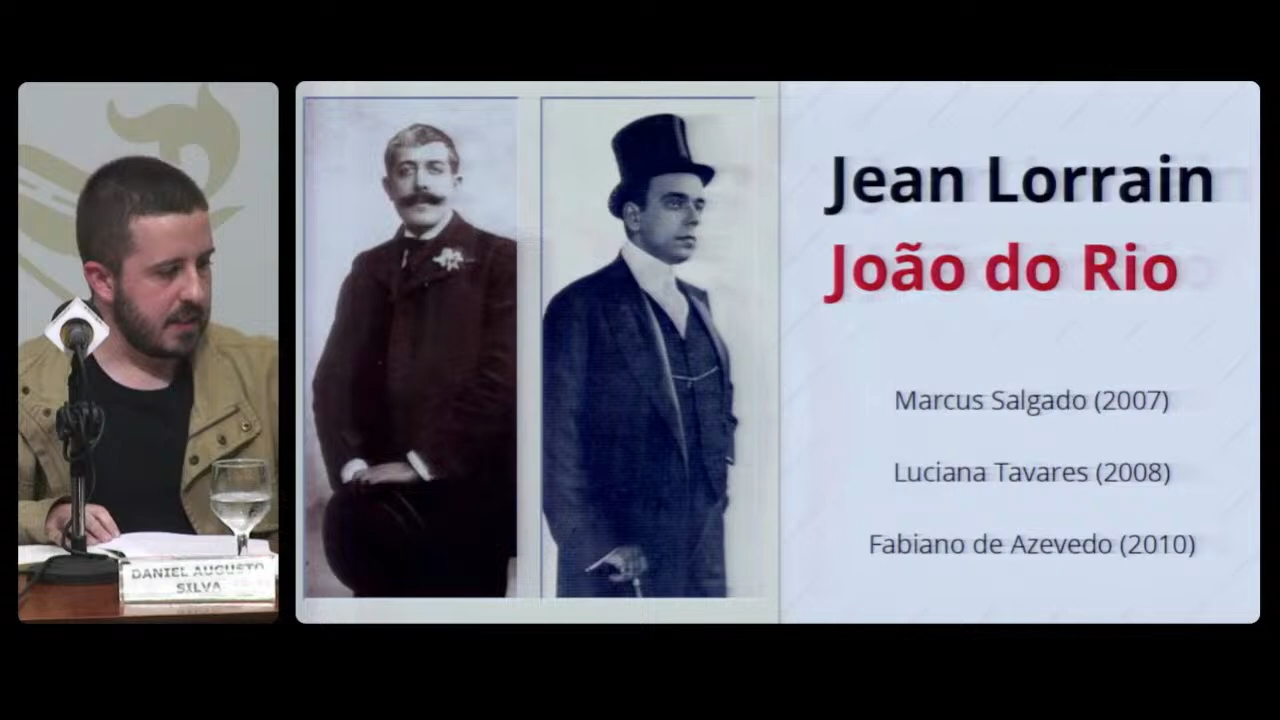 DANIEL AUGUSTO
SILVA
Jean Lorrain
João do Rio
Marcus Salgado (2007)
Luciana Tavares (2008)
Fabiano de Azevedo (2010)